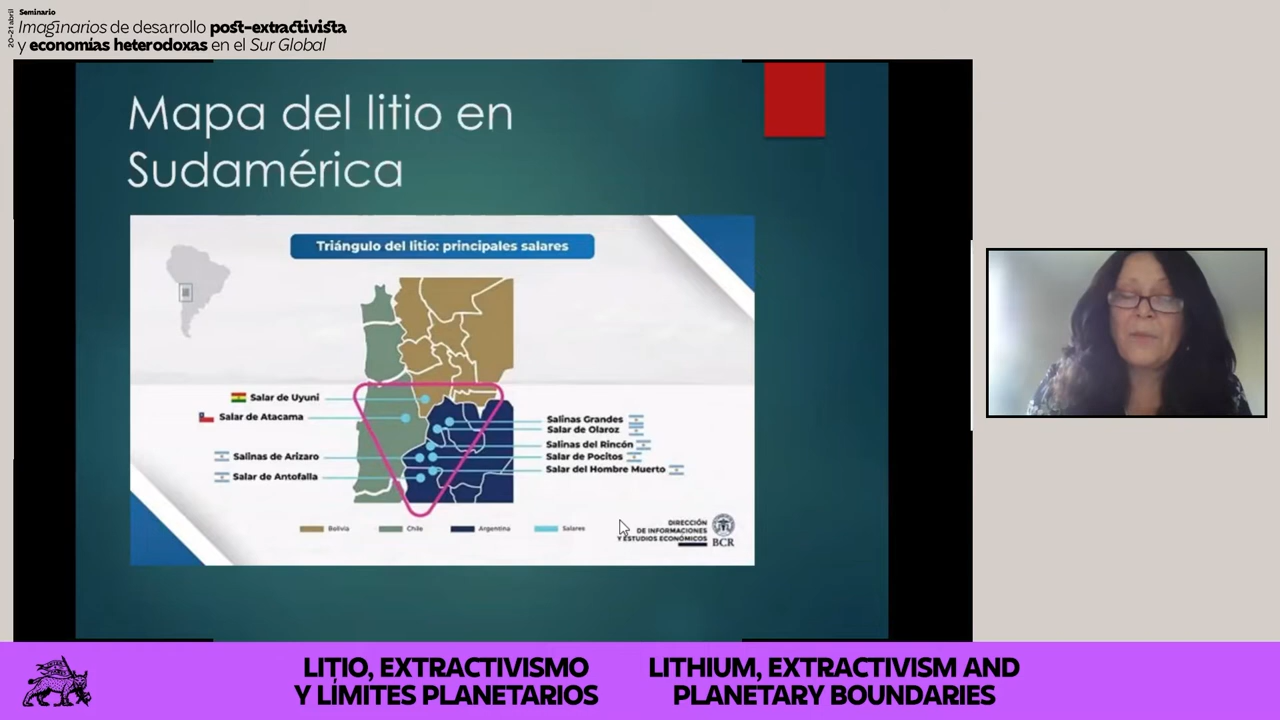 20-21 abril
Seminario
Imaginarios de desarrollo post-extractivista
y economías heterodoxas en el Sur Global
Mapa del litio en
Sudamérica
Triángulo del litio: principales salares
Salar de Uyuni
Salar de Atacama
Salinas de Arizaro
Salar de Antofalla
Salinas Grandes
Salar de Olaroz
Salinas del Rincón
Salar de Pocitos
Salar del Hombre Muerto
Bolivia
Chile
Argentina
Salares
DIRECCIÓN
DE INFORMACIONES
Y ESTUDIOS ECONÓMICOS
BCR
LITIO, EXTRACTIVISMO
Y LÍMITES PLANETARIOS
LITHIUM, EXTRACTIVISM AND
PLANETARY BOUNDARIES